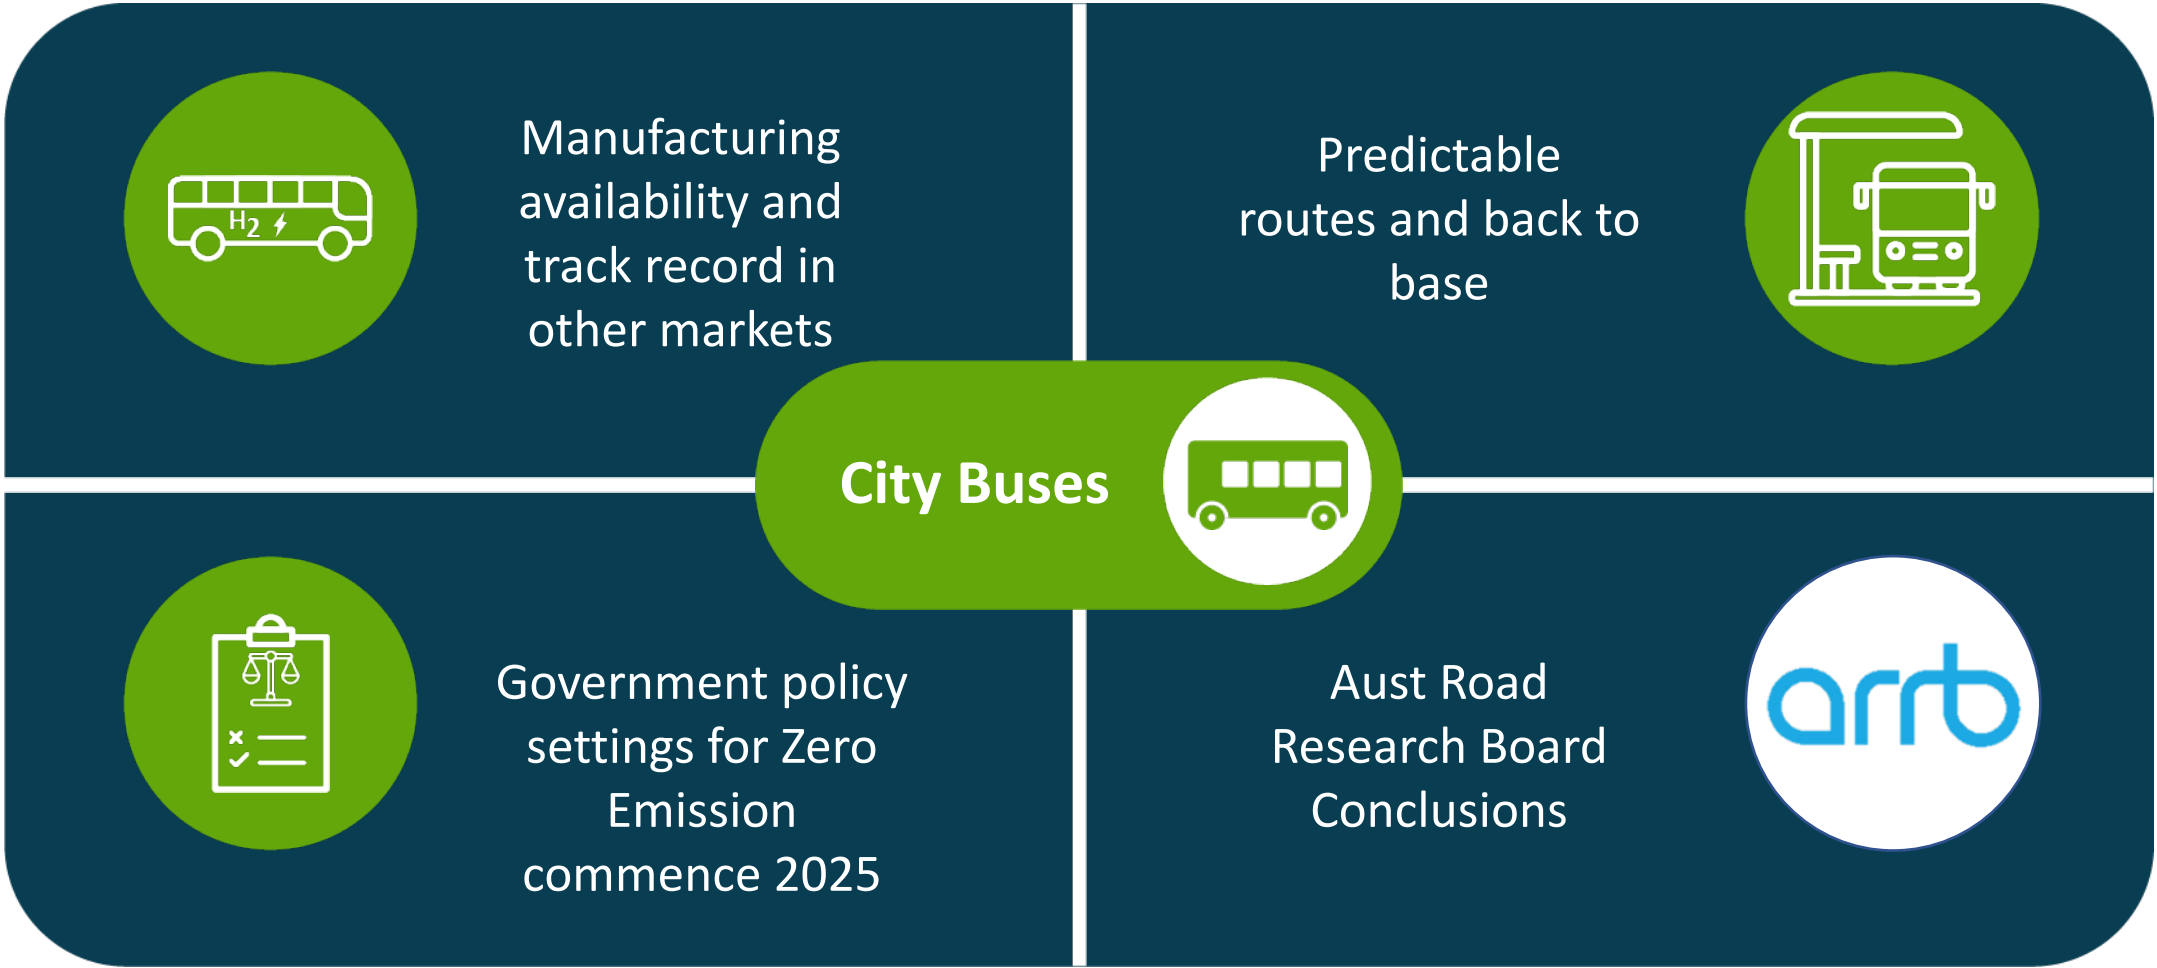 Manufacturing
availability and
track record in
other markets
H2
Predictable
routes and back to
base
City Buses
Government policy
settings for Zero
Emission
commence 2025
Aust Road
Research Board
Conclusions
arrb